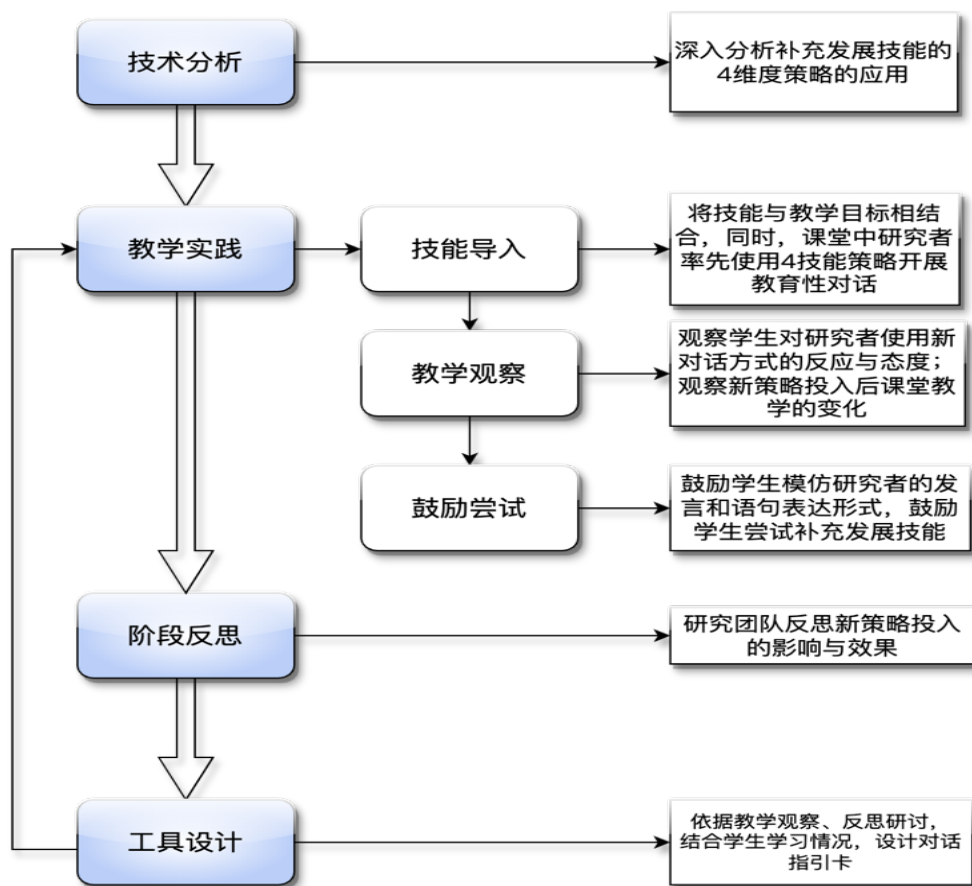 技术分析
深入分析补充发展技能的
4维度策略的应用
教学实践
技能导入
将技能与教学目标相结
合，同时，课堂中研究者
率先使用4技能策略开展
教育性对话
教学观察
观察学生对研究者使用新
对话方式的反应与态度；
观察新策略投入后课堂教
学的变化
鼓励尝试
鼓励学生模仿研究者的发
言和语句表达形式，鼓励
学生尝试补充发展技能
阶段反思
研究团队反思新策略投入
的影响与效果
工具设计
依据教学观察、反思研讨，
结合学生学习情况，设计对话
指引卡